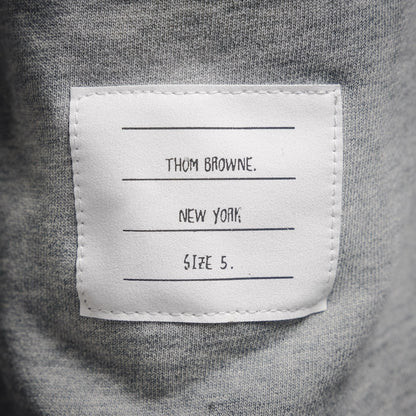 THOM BROWNE.
NEW YORK
SIZE 5.